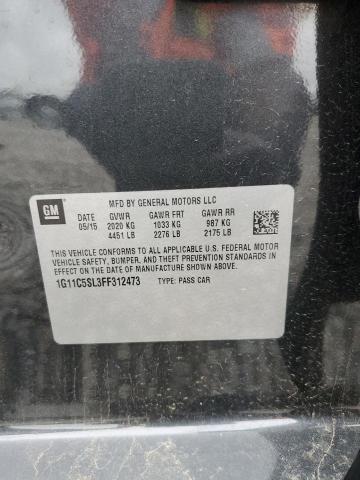 GM
MFD BY GENERAL MOTORS LLC
DATE GVWR GAWR FRT GAWR RR
05/15 2020 KG 1033 KG 987 KG
4451 LB 2276 LB 2175 LB
THIS VEHICLE CONFORMS TO ALL APPLICABLE U.S. FEDERAL MOTOR
VEHICLE SAFETY, BUMPER, AND THEFT PREVENTION STANDARDS IN
EFFECT ON THE DATE OF MANUFACTURE SHOWN ABOVE.
1G11C5SL3FF312473 TYPE: PASS CAR